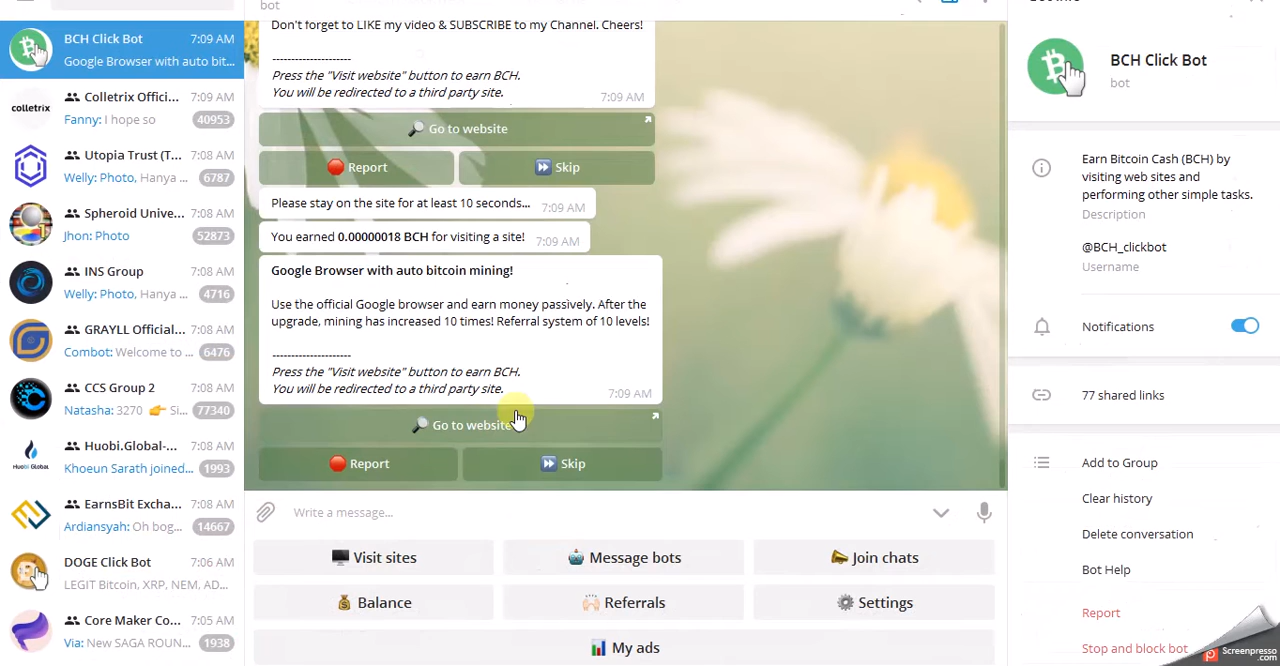 bot
BCH Click Bot 7:09 AM
Google Browser with auto bit...
colletrix
Colletrix Offici... 7:09 AM
Fanny: I hope so 40953
Utopia Trust (T... 7:08 AM
Welly: Photo, Hanya ... 6787
Spheroid Unive... 7:08 AM
Jhon: Photo 52873
INS Group 7:08 AM
Welly: Photo, Hanya ... 4716
GRAYLL Official... 7:08 AM
Combot: Welcome to ... 6476
CCS Group 2 7:08 AM
Natasha: 3270 👉 Si... 77340
Huobi.Global-... 7:08 AM
Khoeun Sarath joined... 1993
Huobi Global
EarnsBit Excha... 7:08 AM
Ardiansyah: Oh bog... 14667
DOGE Click Bot 7:06 AM
LEGIT Bitcoin, XRP, NEM, AD...
Core Maker Co... 7:05 AM
Via: New SAGA ROUN... 1938
Don't forget to LIKE my video & SUBSCRIBE to my Channel. Cheers!
---------------------
Press the "Visit website" button to earn BCH.
You will be redirected to a third party site. 7:09 AM
🔎 Go to website
🛑 Report ⏩ Skip
Please stay on the site for at least 10 seconds... 7:09 AM
You earned 0.00000018 BCH for visiting a site! 7:09 AM
Google Browser with auto bitcoin mining!
Use the official Google browser and earn money passively. After the
upgrade, mining has increased 10 times! Referral system of 10 levels!
---------------------
Press the "Visit website" button to earn BCH.
You will be redirected to a third party site. 7:09 AM
🔎 Go to website
🛑 Report ⏩ Skip
Write a message...
🖥 Visit sites 🤖 Message bots 📣 Join chats
💰 Balance 🙌🏻 Referrals ⚙ Settings
📊 My ads
BCH Click Bot
bot
Earn Bitcoin Cash (BCH) by
visiting web sites and
performing other simple tasks.
Description
@BCH_clickbot
Username
Notifications
77 shared links
Add to Group
Clear history
Delete conversation
Bot Help
Report
Stop and block bot
Screenpresso
.com